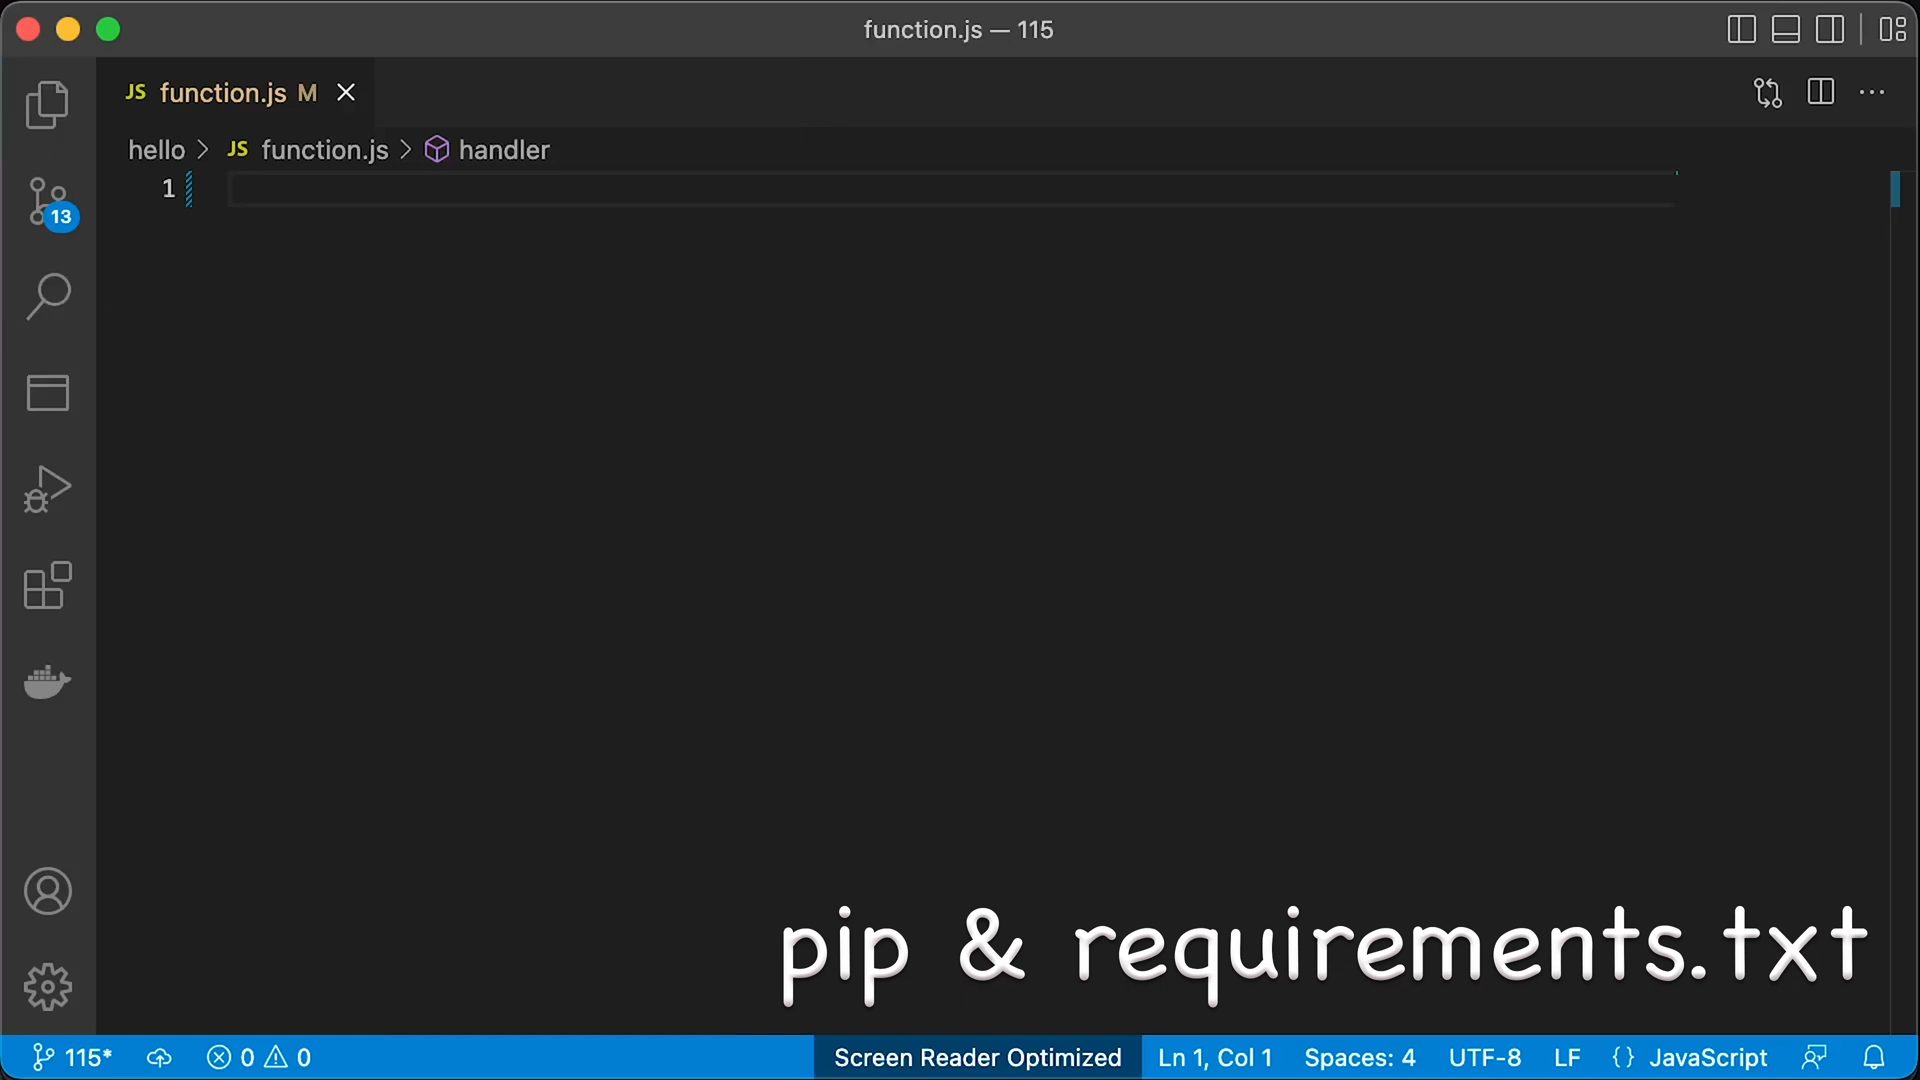 function.js — 115
JS function.js M
hello > JS function.js > handler
1
13
pip & requirements.txt
115* 0 0 Screen Reader Optimized Ln 1, Col 1 Spaces: 4 UTF-8 LF {} JavaScript